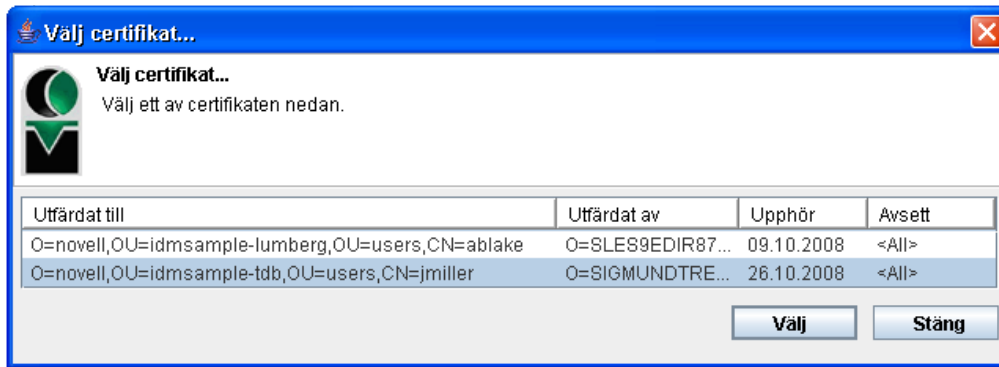 Välj certifikat...
Välj certifikat...
Välj ett av certifikaten nedan.
Utfärdat till Utfärdat av Upphör Avsett
O=novell,OU=idmsample-lumberg,OU=users,CN=ablake O=SLES9EDIR87... 09.10.2008 <All>
O=novell,OU=idmsample-tdb,OU=users,CN=jmiller O=SIGMUNDTRE... 26.10.2008 <All>
Välj Stäng